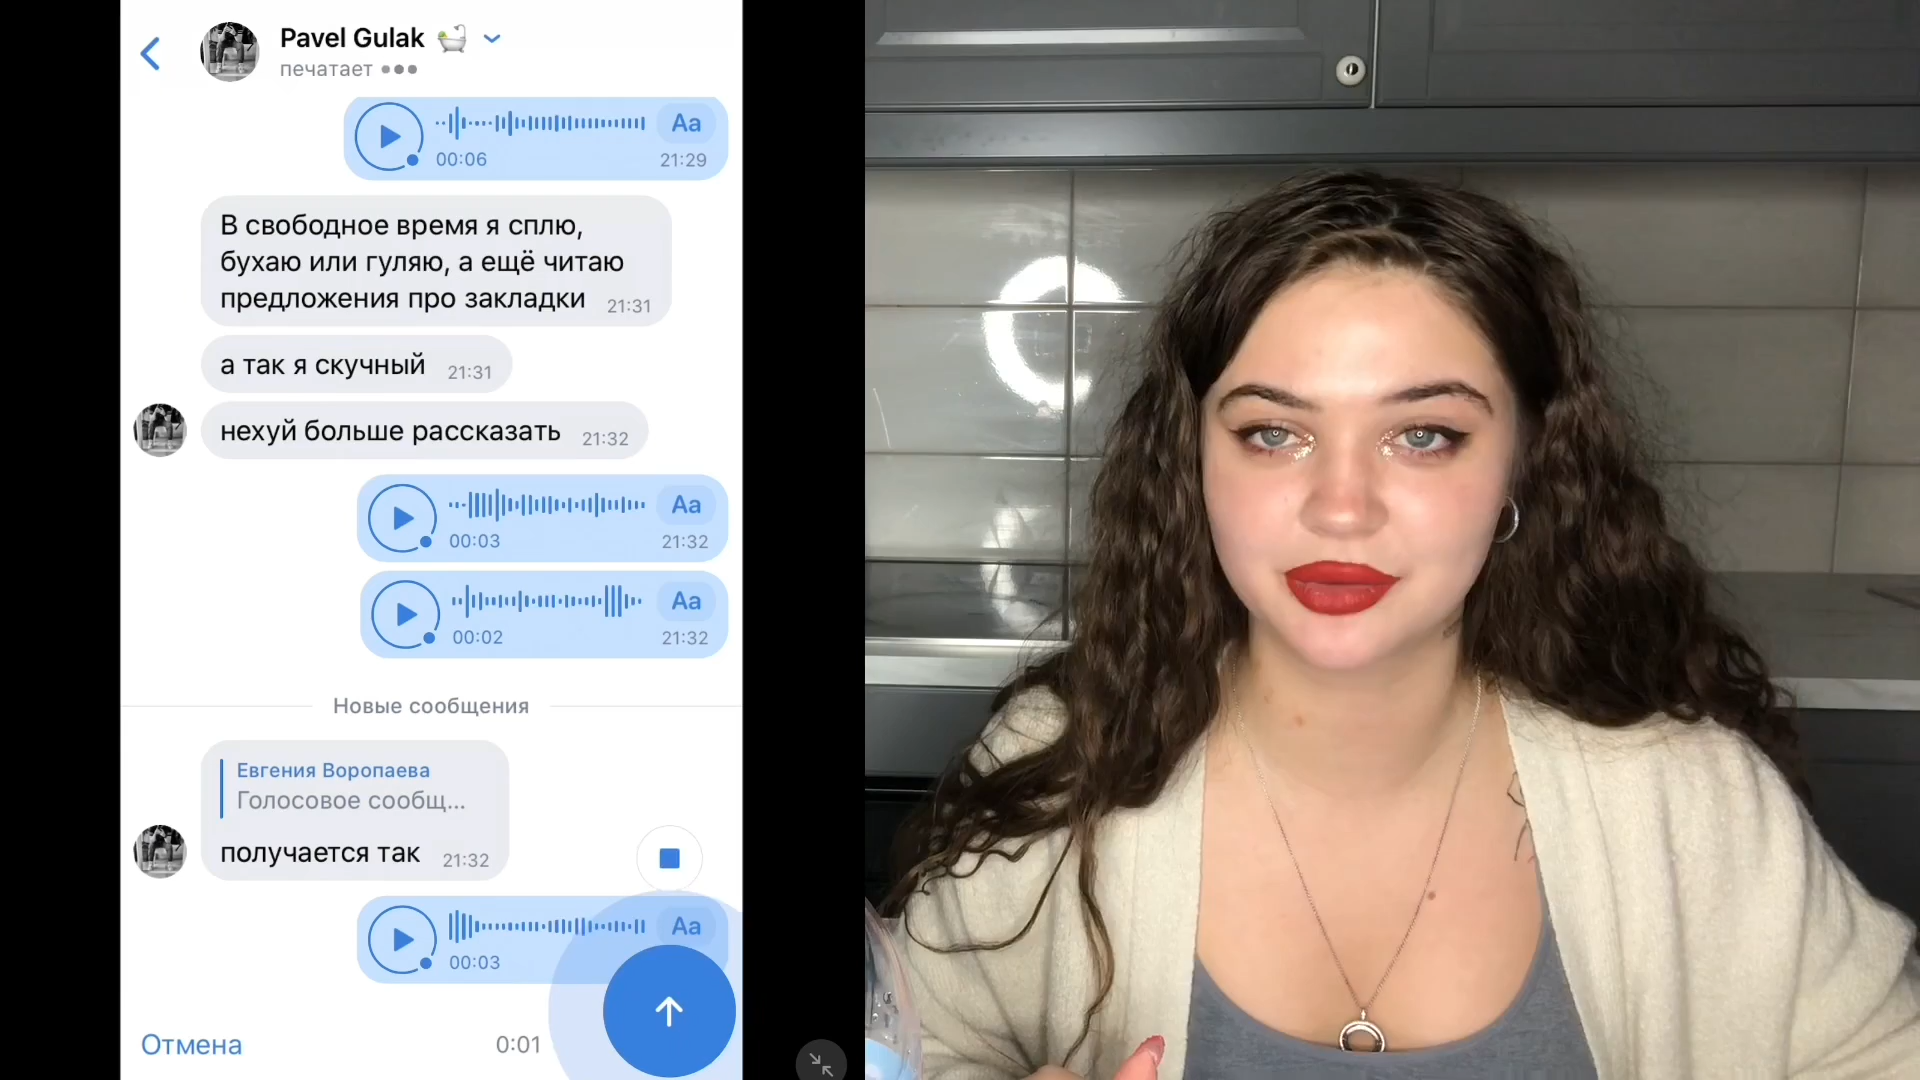 Pavel Gulak
печатает
Aa
00:06
21:29
В свободное время я сплю,
бухаю или гуляю, а ещё читаю
предложения про закладки 21:31
а так я скучный 21:31
нехуй больше рассказать 21:32
Aa
00:03
21:32
Aa
00:02
21:32
Новые сообщения
Евгения Воропаева
Голосовое сообщ...
получается так 21:32
Aa
00:03
Отмена
0:01